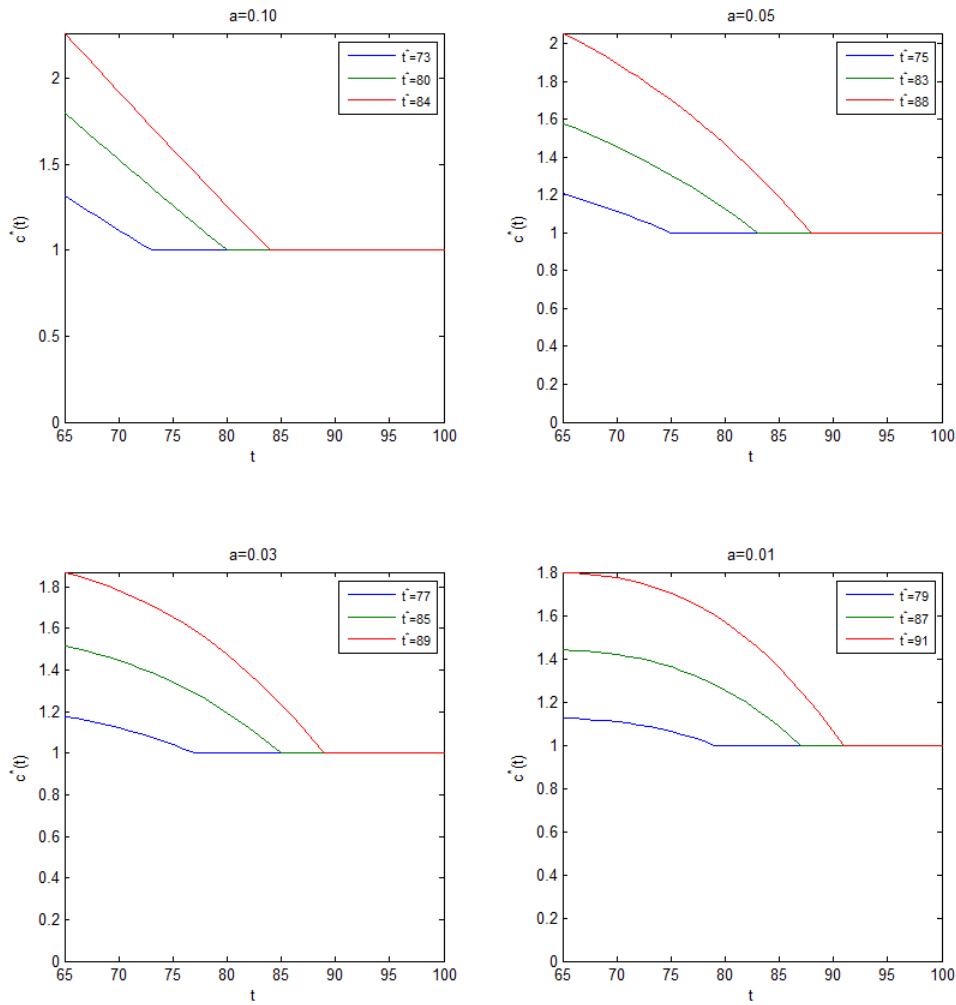 a=0.10
t^=73
t^=80
t^=84
c*(t)
2
1.5
1
0.5
0
65 70 75 80 85 90 95 100
t
a=0.05
t^=75
t^=83
t^=88
c*(t)
2
1.8
1.6
1.4
1.2
1
0.8
0.6
0.4
0.2
0
65 70 75 80 85 90 95 100
t
a=0.03
t^=77
t^=85
t^=89
c*(t)
1.8
1.6
1.4
1.2
1
0.8
0.6
0.4
0.2
0
65 70 75 80 85 90 95 100
t
a=0.01
t^=79
t^=87
t^=91
c*(t)
1.8
1.6
1.4
1.2
1
0.8
0.6
0.4
0.2
0
65 70 75 80 85 90 95 100
t